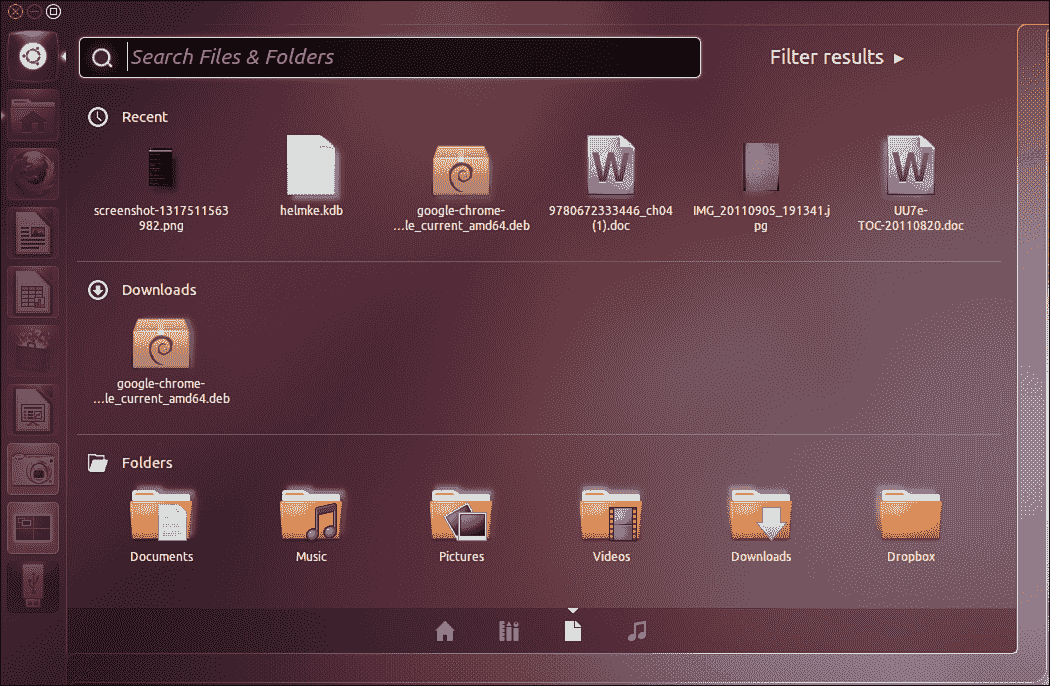 Search Files & Folders
Filter results ▸
Recent
screenshot-1317511563
982.png
helmke.kdb
google-chrome-
...le_current_amd64.deb
9780672333446_ch04
(1).doc
IMG_20110905_191341.j
pg
UU7e-
TOC-20110820.doc
Downloads
google-chrome-
...le_current_amd64.deb
Folders
Documents
Music
Pictures
Videos
Downloads
Dropbox